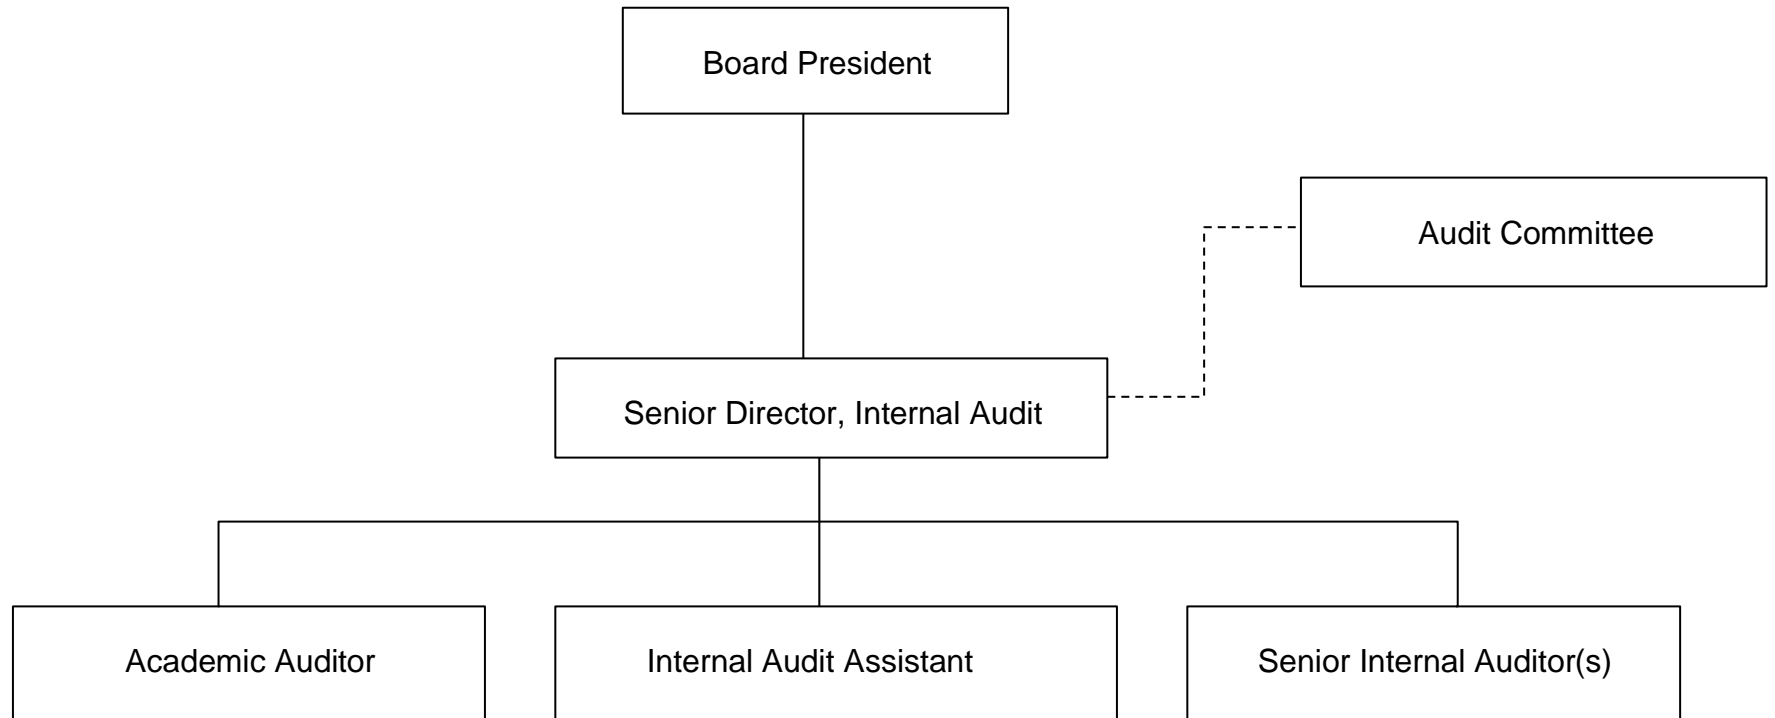 Board President
Audit Committee
Senior Director, Internal Audit
Academic Auditor
Internal Audit Assistant
Senior Internal Auditor(s)